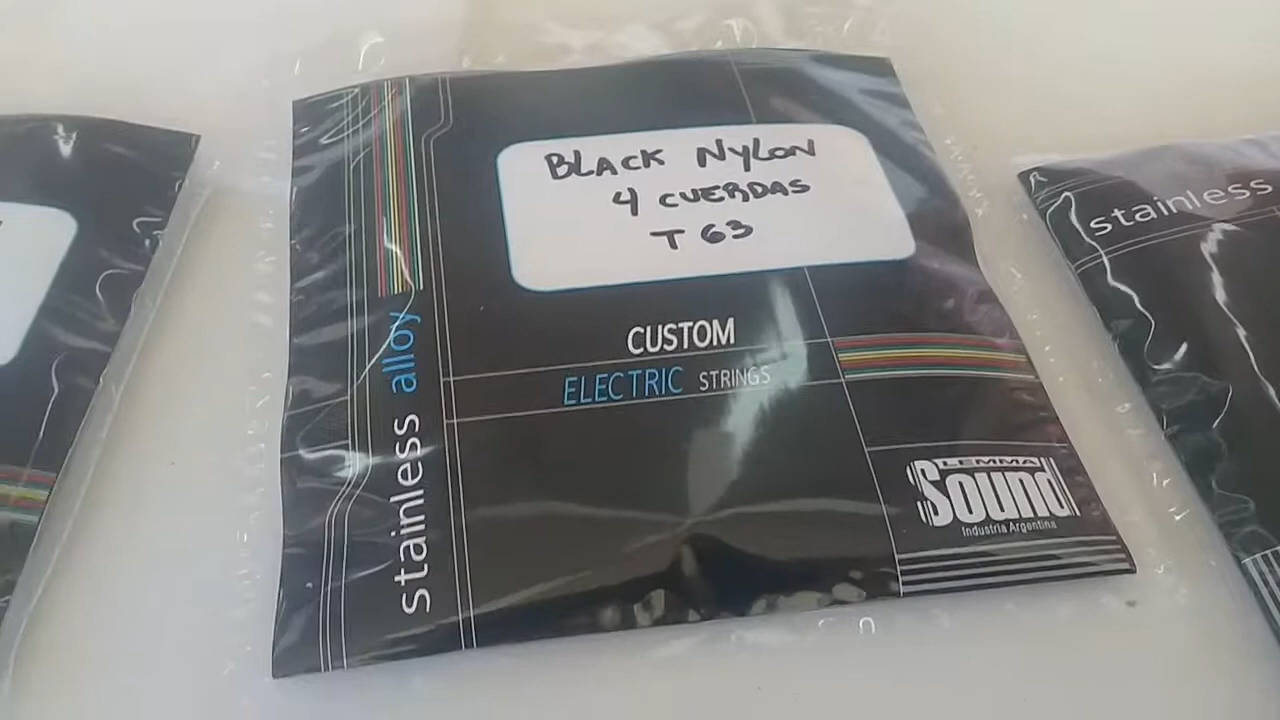 BLACK NYLON
4 CUERDAS
T 63
CUSTOM
ELECTRIC STRINGS
stainless alloy
LEMMA
Sound
Industria Argentina
stainless